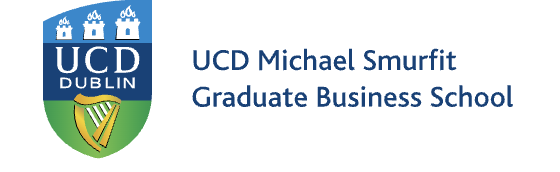 UCD
DUBLIN
UCD Michael Smurfit
Graduate Business School